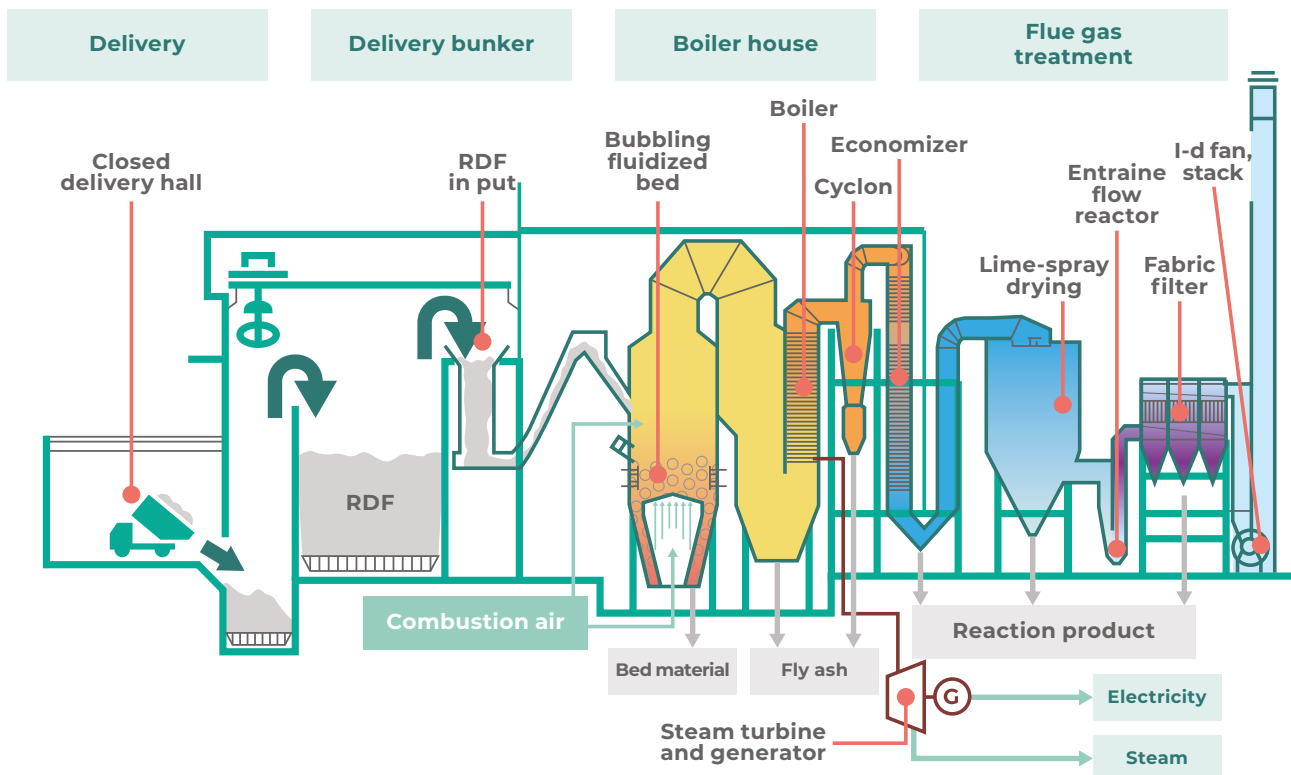 Delivery
Delivery bunker
Boiler house
Flue gas
treatment
Closed
delivery hall
RDF
in put
Bubbling
fluidized
bed
Boiler
Cyclon
Economizer
Lime-spray
drying
Entraine
flow
reactor
Fabric
filter
I-d fan,
stack
RDF
Combustion air
Bed material
Fly ash
Reaction product
Steam turbine
and generator
G
Electricity
Steam